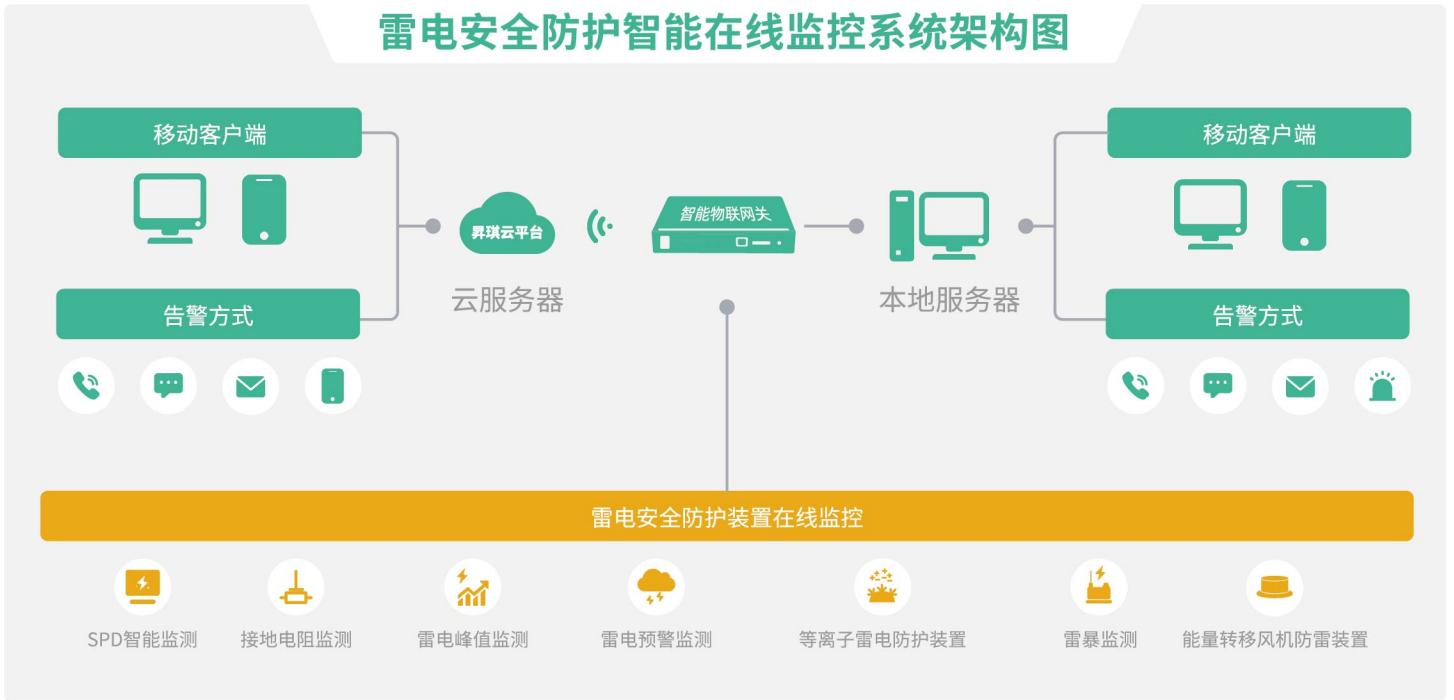 雷电安全防护智能在线监控系统架构图
移动客户端
移动客户端
昇琪云平台
智能物联网关
云服务器
本地服务器
告警方式
告警方式
雷电安全防护装置在线监控
SPD智能监测
接地电阻监测
雷电峰值监测
雷电预警监测
等离子雷电防护装置
雷暴监测
能量转移风机防雷装置